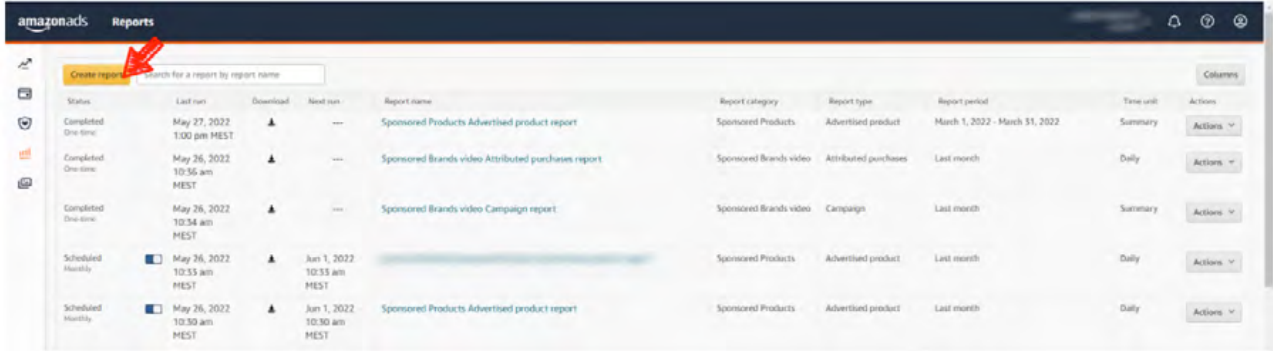 amazonads Reports
Create report Search for a report by report name Columns
Status Last run Download Next run Report name Report category Report type Report period Time unit Actions
Completed May 27, 2022 --- Sponsored Products Advertised product report Sponsored Products Advertised product March 1, 2022 - March 31, 2022 Summary Actions
One-time 1:00 pm MEST
Completed May 26, 2022 --- Sponsored Brands video Attributed purchases report Sponsored Brands video Attributed purchases Last month Daily Actions
One-time 10:36 am
MEST
Completed May 26, 2022 --- Sponsored Brands video Campaign report Sponsored Brands video Campaign Last month Summary Actions
One-time 10:34 am
MEST
Scheduled May 26, 2022 Jun 1, 2022 Sponsored Products Advertised product Last month Daily Actions
Monthly 10:33 am 10:33 am
MEST MEST
Scheduled May 26, 2022 Jun 1, 2022 Sponsored Products Advertised product report Sponsored Products Advertised product Last month Daily Actions
Monthly 10:30 am 10:30 am
MEST MEST